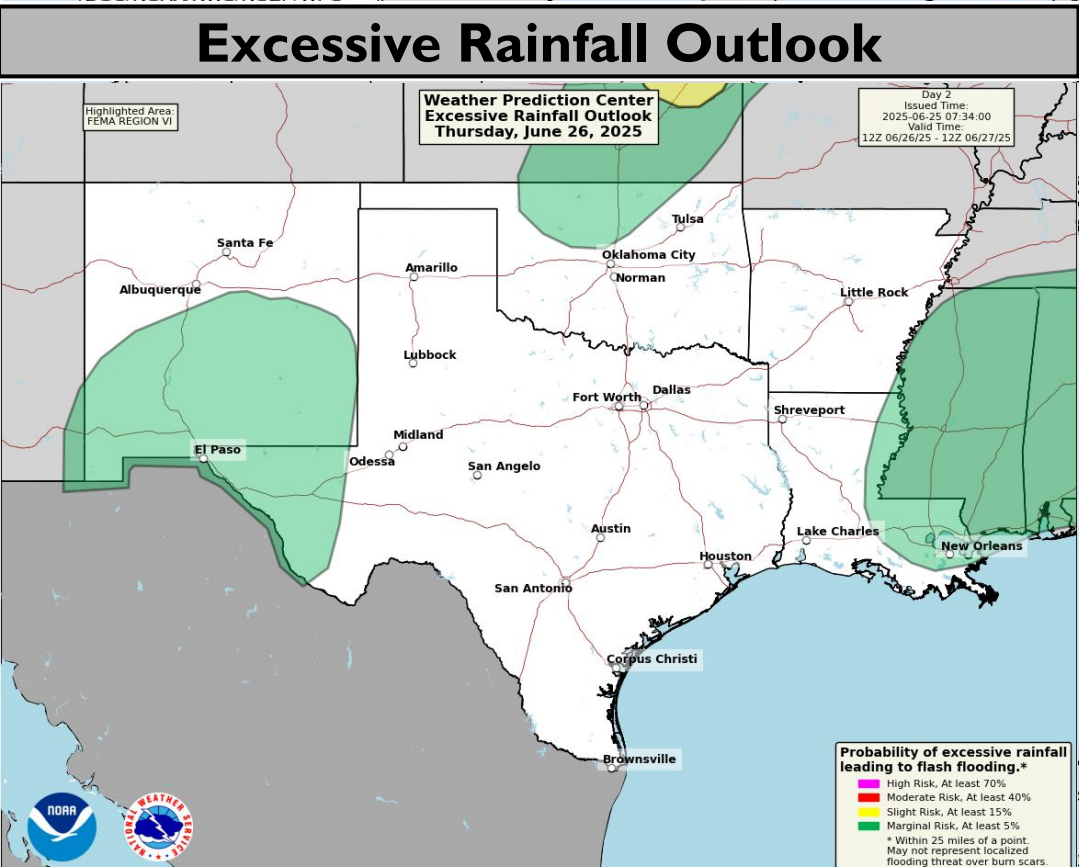 Excessive Rainfall Outlook
Highlighted Area:
FEMA REGION VI
Weather Prediction Center
Excessive Rainfall Outlook
Thursday, June 26, 2025
Day 2
Issued Time:
2025-06-25 07:34:00
Valid Time:
12Z 06/26/25 - 12Z 06/27/25
Tulsa
Santa Fe
Oklahoma City
Amarillo
Norman
Albuquerque
Little Rock
Lubbock
Dallas
Fort Worth
Shreveport
Midland
El Paso
Odessa
San Angelo
Austin
Lake Charles
New Orleans
Houston
San Antonio
Corpus Christi
Brownsville
Probability of excessive rainfall
leading to flash flooding.*
High Risk, At least 70%
Moderate Risk, At least 40%
Slight Risk, At least 15%
Marginal Risk, At least 5%
* Within 25 miles of a point.
May not represent localized
flooding threat over burn scars.
NOAA
NATIONAL WEATHER SERVICE